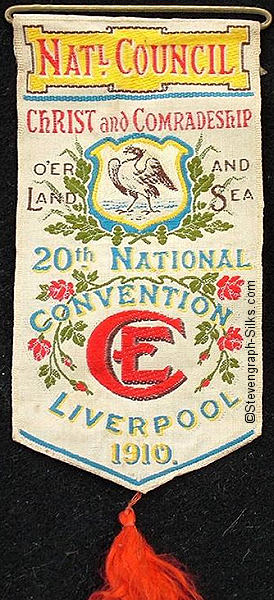 NATL. COUNCIL
CHRIST and COMRADESHIP
O'ER AND
LAND SEA
20th NATIONAL
CONVENTION
CE
LIVERPOOL
1910.
©Stevengraph-Silks.com